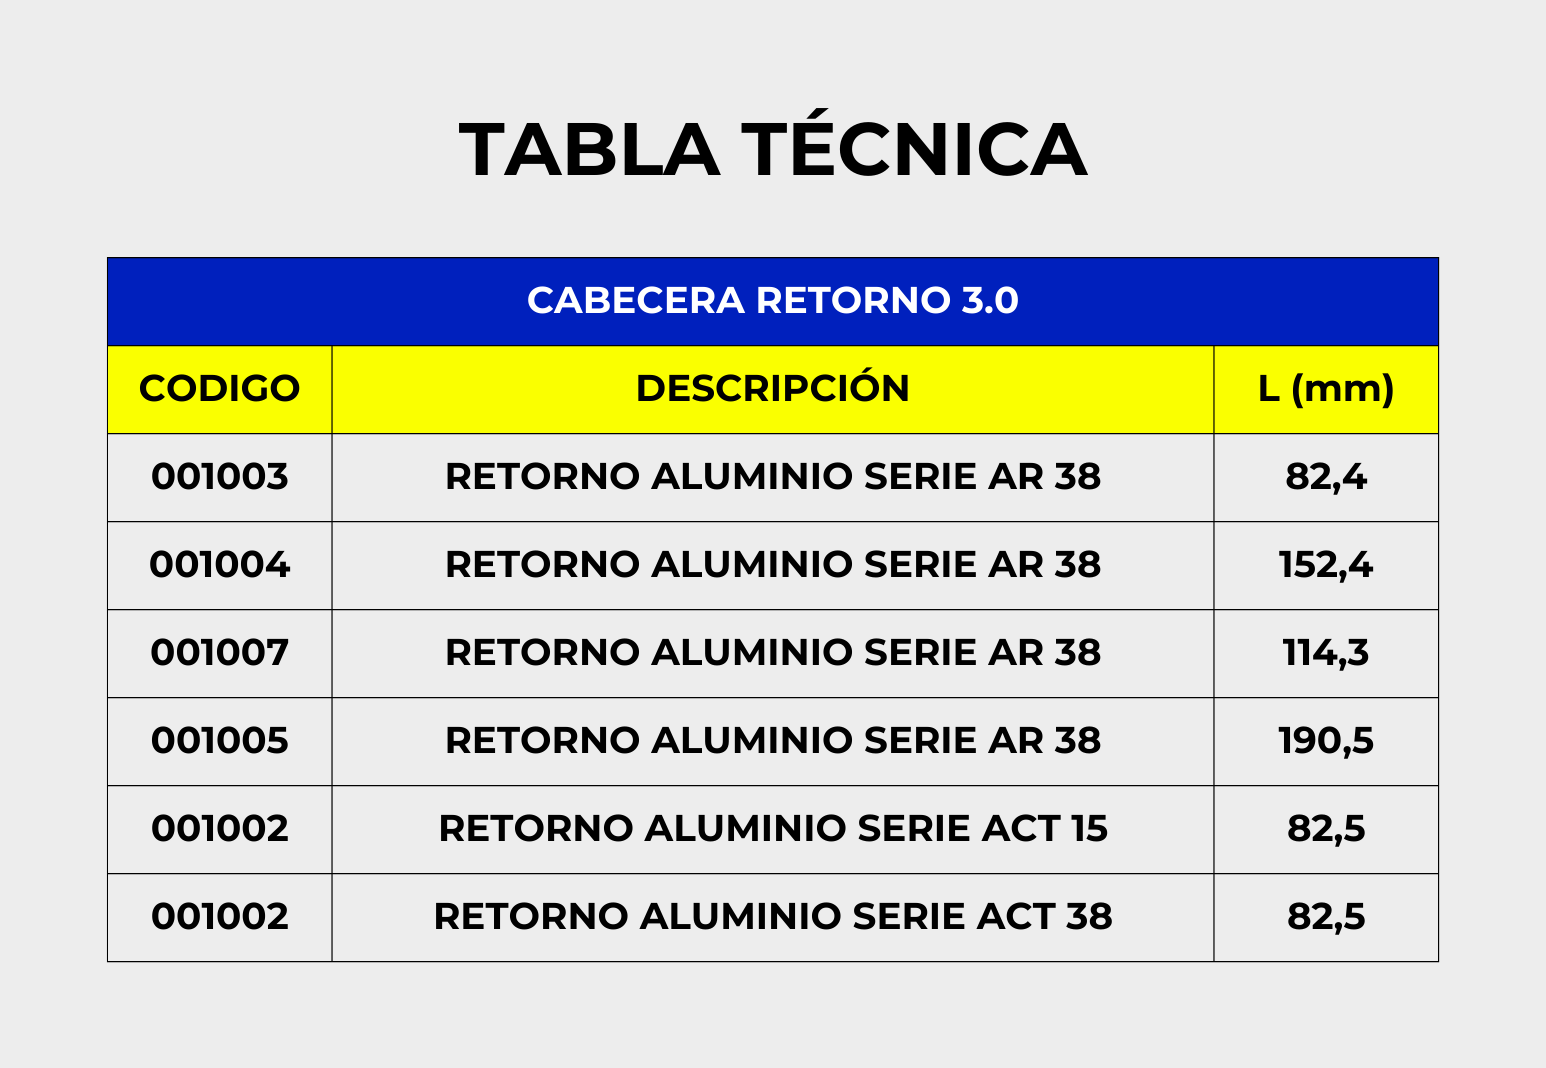 TABLA TÉCNICA
CABECERA RETORNO 3.0
CODIGO DESCRIPCIÓN L (mm)
001003 RETORNO ALUMINIO SERIE AR 38 82,4
001004 RETORNO ALUMINIO SERIE AR 38 152,4
001007 RETORNO ALUMINIO SERIE AR 38 114,3
001005 RETORNO ALUMINIO SERIE AR 38 190,5
001002 RETORNO ALUMINIO SERIE ACT 15 82,5
001002 RETORNO ALUMINIO SERIE ACT 38 82,5